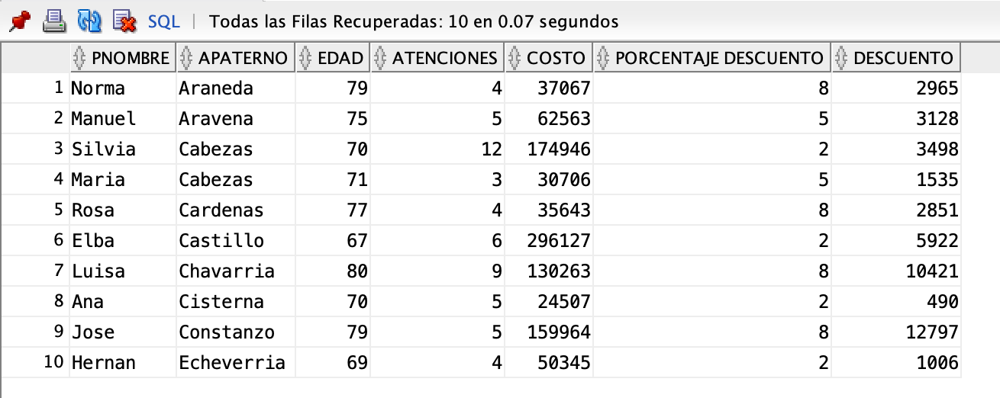 SQL | Todas las Filas Recuperadas: 10 en 0.07 segundos
PNOMBRE APATERNO EDAD ATENCIONES COSTO PORCENTAJE DESCUENTO DESCUENTO
1 Norma Araneda 79 4 37067 8 2965
2 Manuel Aravena 75 5 62563 5 3128
3 Silvia Cabezas 70 12 174946 2 3498
4 Maria Cabezas 71 3 30706 5 1535
5 Rosa Cardenas 77 4 35643 8 2851
6 Elba Castillo 67 6 296127 2 5922
7 Luisa Chavarria 80 9 130263 8 10421
8 Ana Cisterna 70 5 24507 2 490
9 Jose Constanzo 79 5 159964 8 12797
10 Hernan Echeverria 69 4 50345 2 1006